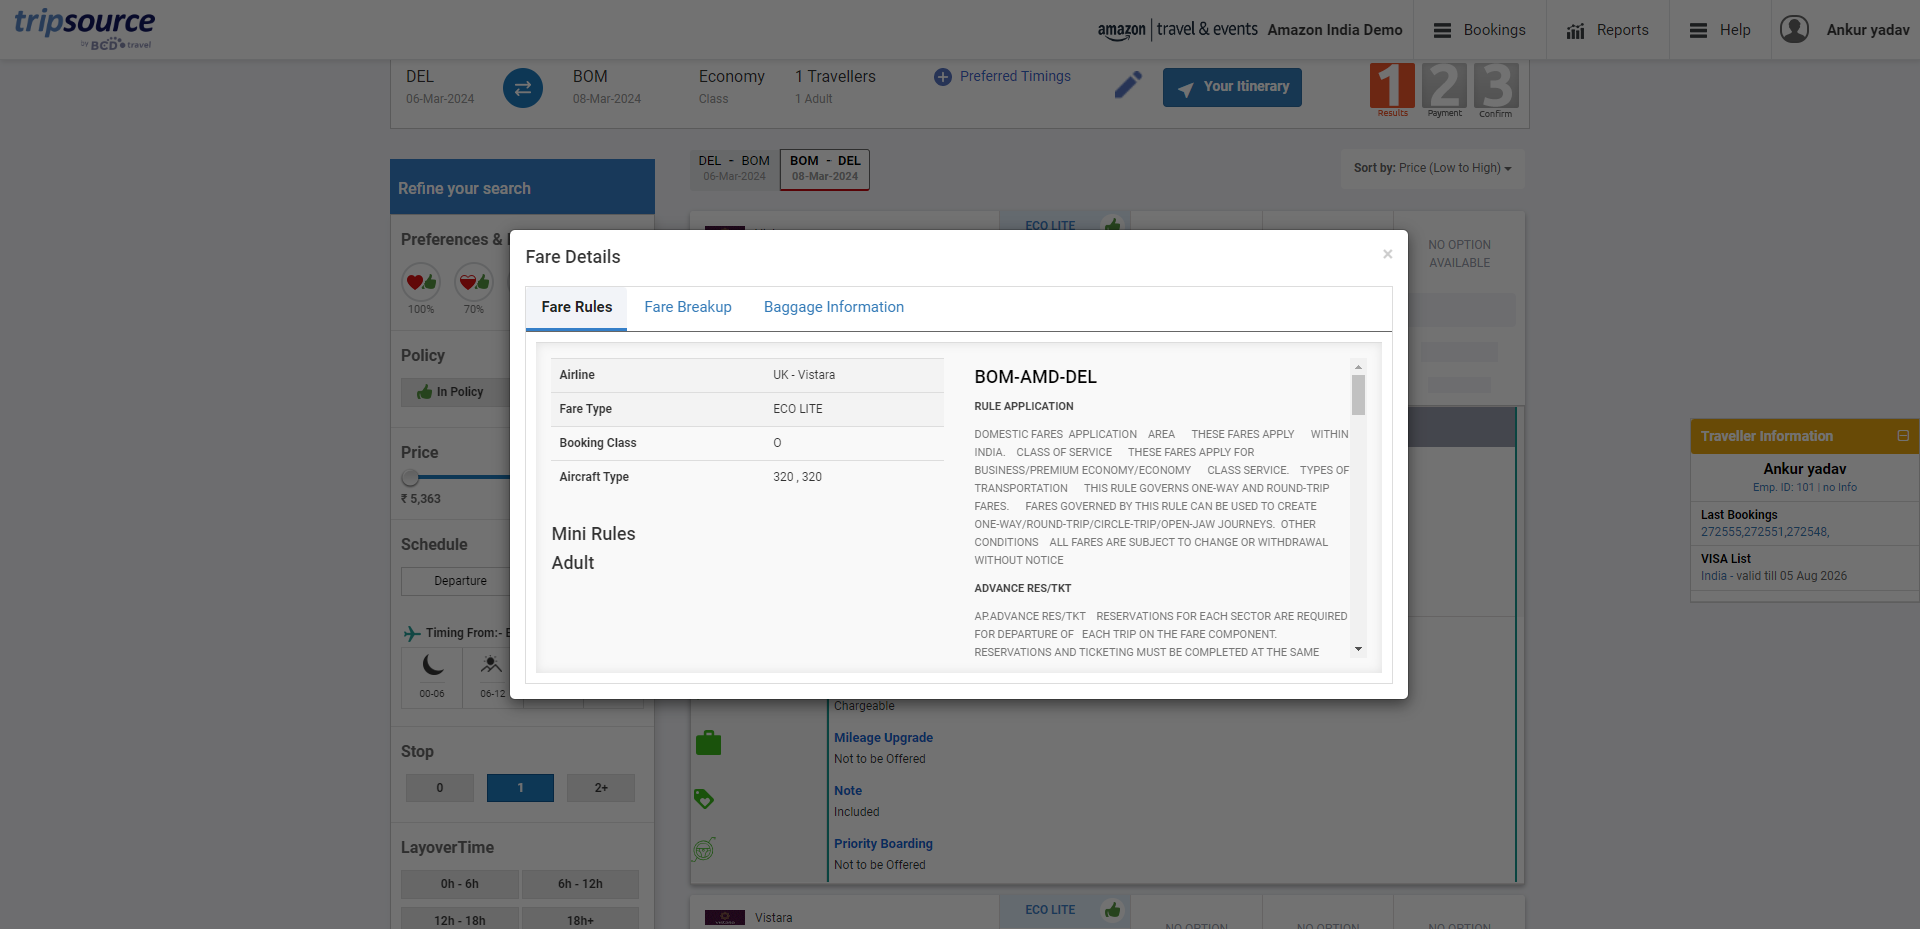 tripsource
by BCD travel
amazon travel & events Amazon India Demo
Bookings
Reports
Help
Ankur yadav
DEL
06-Mar-2024
BOM
08-Mar-2024
Economy
Class
1 Travellers
1 Adult
Preferred Timings
Your Itinerary
1 2 3
Results Payment Confirm
Refine your search
DEL - BOM
06-Mar-2024
BOM - DEL
08-Mar-2024
Sort by: Price (Low to High)
Preferences &
100% 70%
Policy
In Policy
Price
₹ 5,363
Schedule
Departure
Timing From:-
00-06 06-12
Stop
0 1 2+
LayoverTime
0h - 6h 6h - 12h
12h - 18h 18h+
ECO LITE
NO OPTION
AVAILABLE
Fare Details
×
Fare Rules Fare Breakup Baggage Information
Airline UK - Vistara
Fare Type ECO LITE
Booking Class O
Aircraft Type 320 , 320
Mini Rules
Adult
BOM-AMD-DEL
RULE APPLICATION
DOMESTIC FARES APPLICATION AREA THESE FARES APPLY WITHIN
INDIA. CLASS OF SERVICE THESE FARES APPLY FOR
BUSINESS/PREMIUM ECONOMY/ECONOMY CLASS SERVICE. TYPES OF
TRANSPORTATION THIS RULE GOVERNS ONE-WAY AND ROUND-TRIP
FARES. FARES GOVERNED BY THIS RULE CAN BE USED TO CREATE
ONE-WAY/ROUND-TRIP/CIRCLE-TRIP/OPEN-JAW JOURNEYS. OTHER
CONDITIONS ALL FARES ARE SUBJECT TO CHANGE OR WITHDRAWAL
WITHOUT NOTICE
ADVANCE RES/TKT
AP.ADVANCE RES/TKT RESERVATIONS FOR EACH SECTOR ARE REQUIRED
FOR DEPARTURE OF EACH TRIP ON THE FARE COMPONENT.
RESERVATIONS AND TICKETING MUST BE COMPLETED AT THE SAME
Chargeable
Mileage Upgrade
Not to be Offered
Note
Included
Priority Boarding
Not to be Offered
Vistara
ECO LITE
NO OPTION NO OPTION NO OPTION
Traveller Information
Ankur yadav
Emp. ID: 101 | no Info
Last Bookings
272555,272551,272548,
VISA List
India - valid till 05 Aug 2026